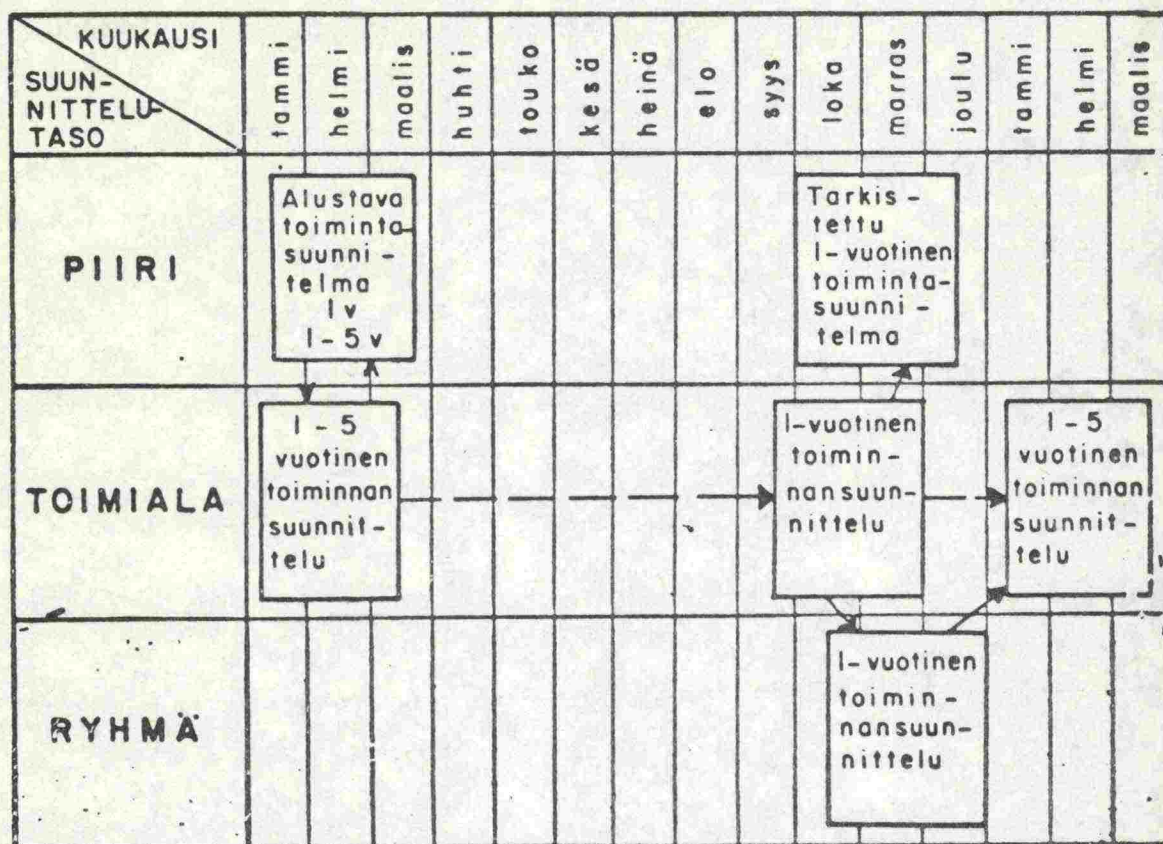 KUUKAUSI
SUUN-
NITTELU-
TASO
tammi
helmi
maalis
huhti
touko
kesä
heinä
elo
syys
loka
marras
joulu
tammi
helmi
maalis
PIIRI
Alustava
toiminta-
suunni-
telma
1v
1-5 v
Tarkis-
tettu
1-vuotinen
toiminta-
suunni-
telma
TOIMIALA
1-5
vuotinen
toiminnan
suunnit-
telu
1-vuotinen
toimin-
nansuun-
nittelu
1-5
vuotinen
toiminnan
suunnit-
telu
RYHMÄ
1-vuotinen
toimin-
nansuun-
nittelu